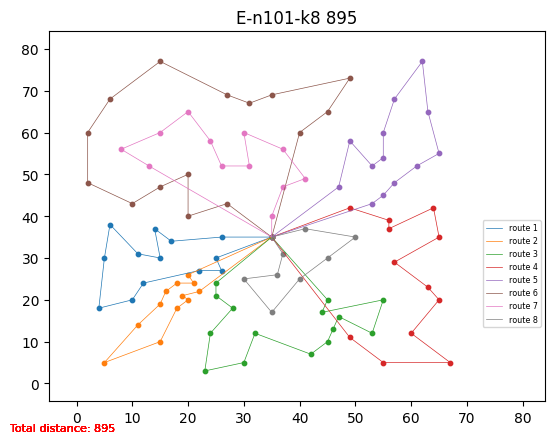 E-n101-k8 895
80
70
60
50
40
30
20
10
0
route 1
route 2
route 3
route 4
route 5
route 6
route 7
route 8
0 10 20 30 40 50 60 70 80
Total distance: 895